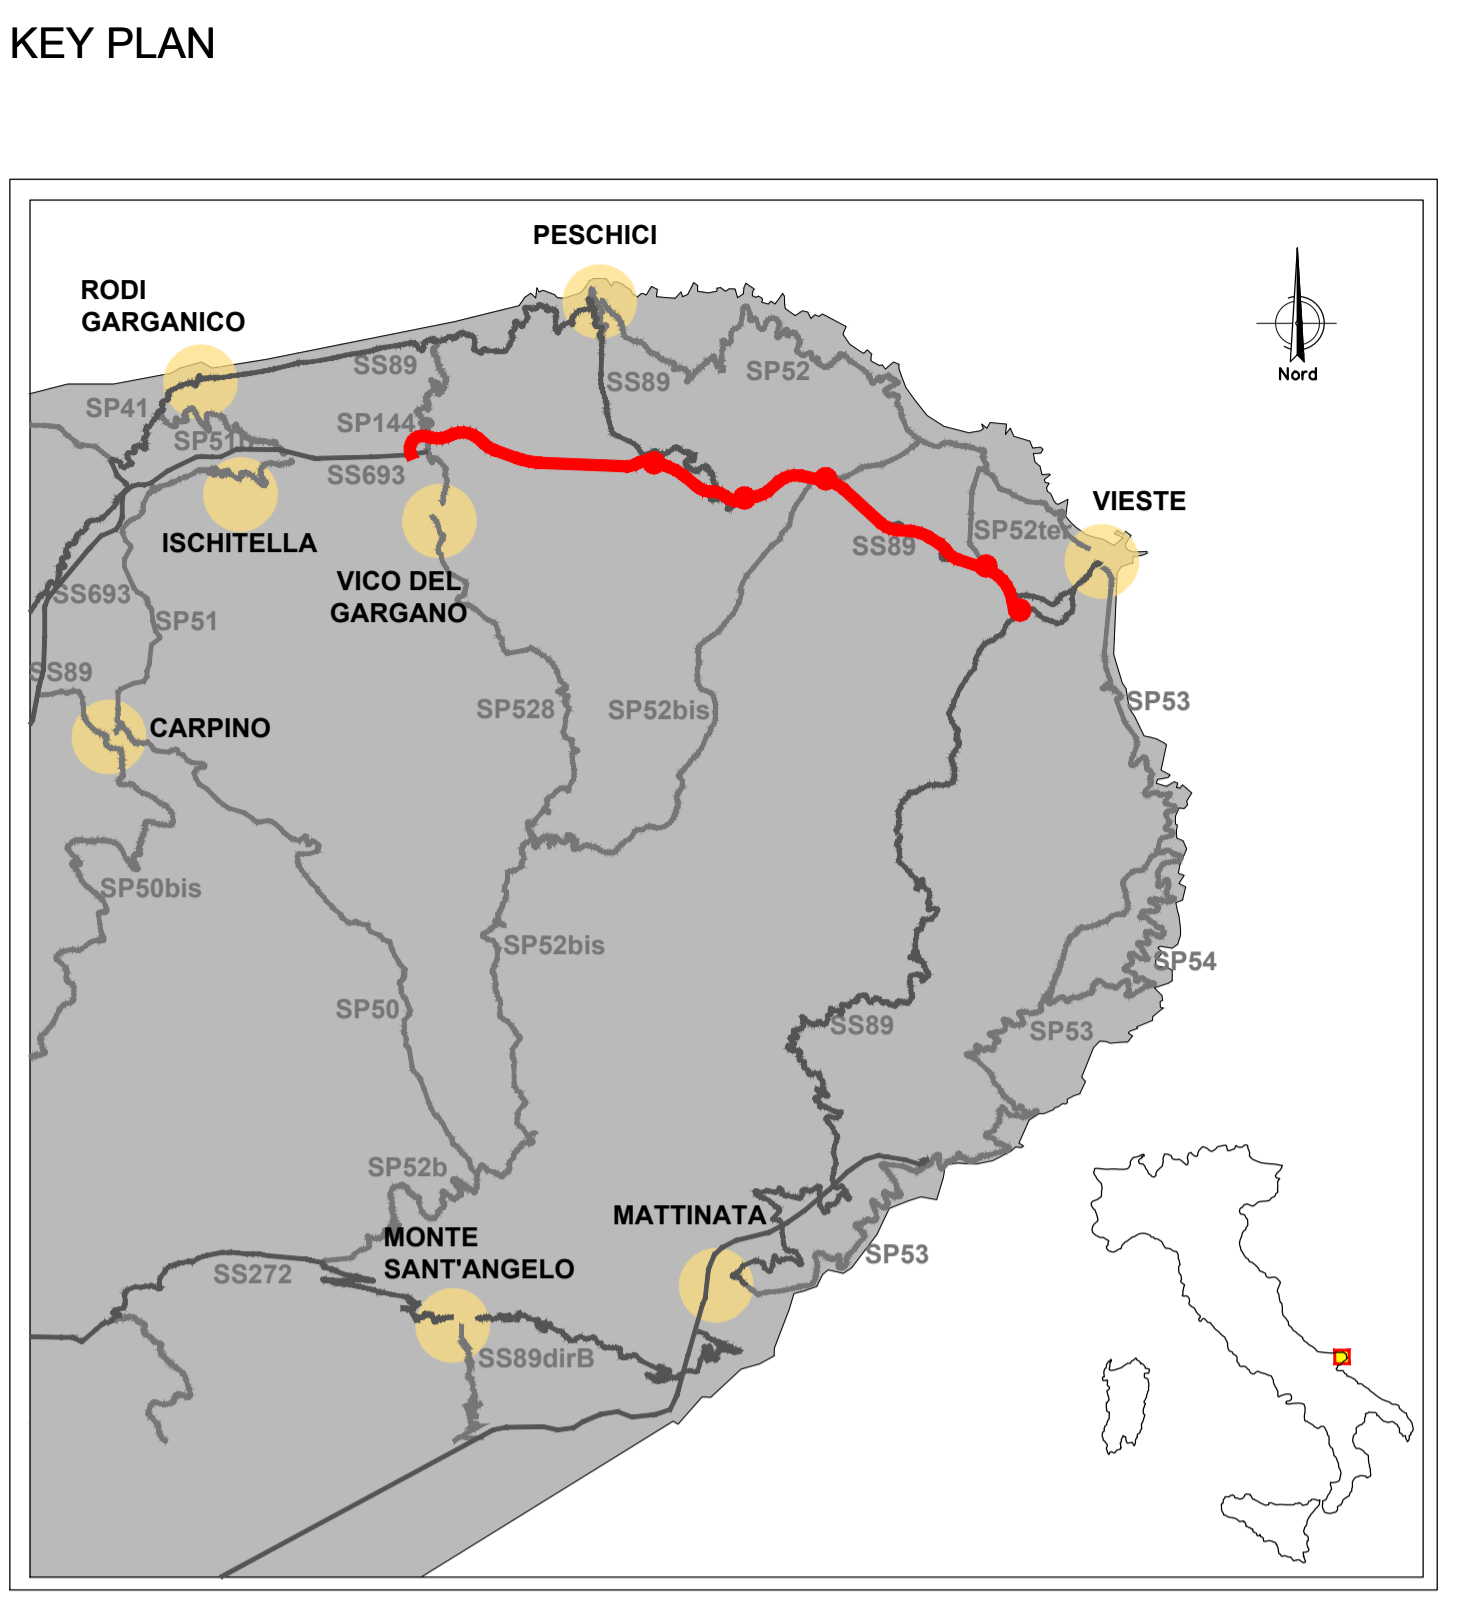 KEY PLAN
PESCHICI
RODI
GARGANICO
Nord
SS89
SS89
SP52
SP41
SP144
SP51b
SS693
VIESTE
SP52ter
SS89
ISCHITELLA
VICO DEL
GARGANO
SS693
SP51
SS89
SP528
SP52bis
SP53
CARPINO
SP50bis
SP52bis
SP54
SP50
SS89
SP53
SP52b
MATTINATA
MONTE
SANT'ANGELO
SP53
SS272
SS89dirB